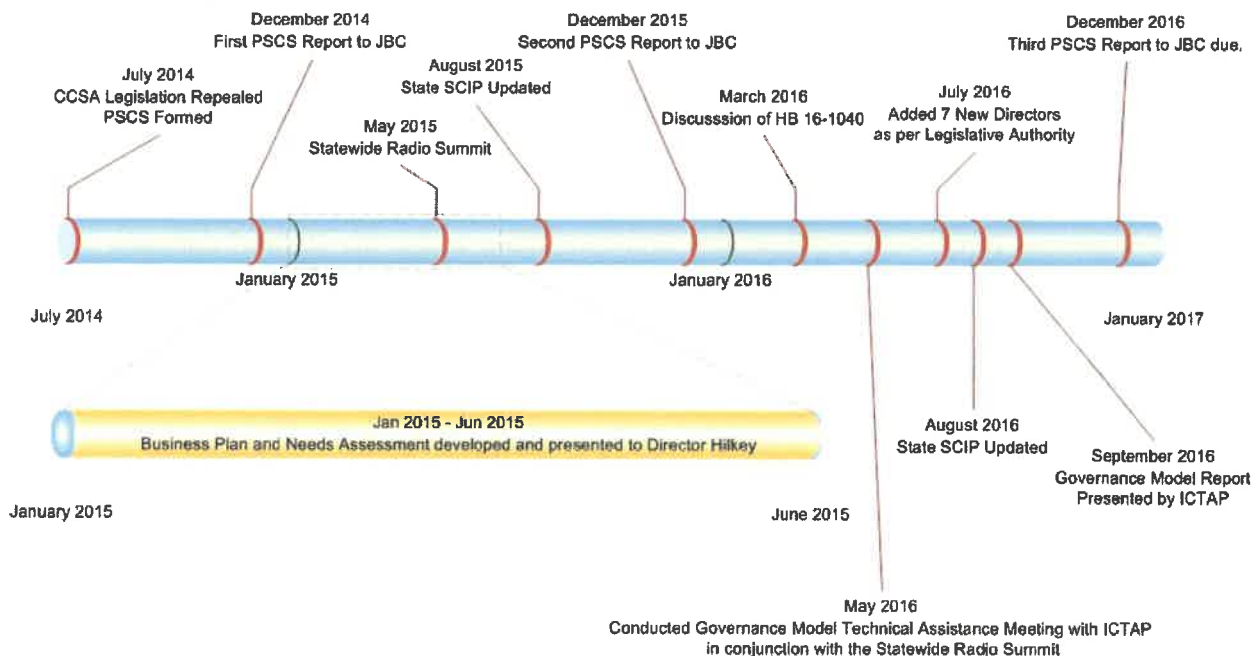 December 2014
First PSCS Report to JBC
December 2015
Second PSCS Report to JBC
December 2016
Third PSCS Report to JBC due.
July 2014
CCSA Legislation Repealed
PSCS Formed
August 2015
State SCIP Updated
May 2015
Statewide Radio Summit
March 2016
Discusssion of HB 16-1040
July 2016
Added 7 New Directors
as per Legislative Authority
January 2015
January 2016
July 2014
January 2017
Jan 2015 - Jun 2015
Business Plan and Needs Assessment developed and presented to Director Hilkey
January 2015
June 2015
August 2016
State SCIP Updated
September 2016
Governance Model Report
Presented by ICTAP
May 2016
Conducted Governance Model Technical Assistance Meeting with ICTAP
in conjunction with the Statewide Radio Summit